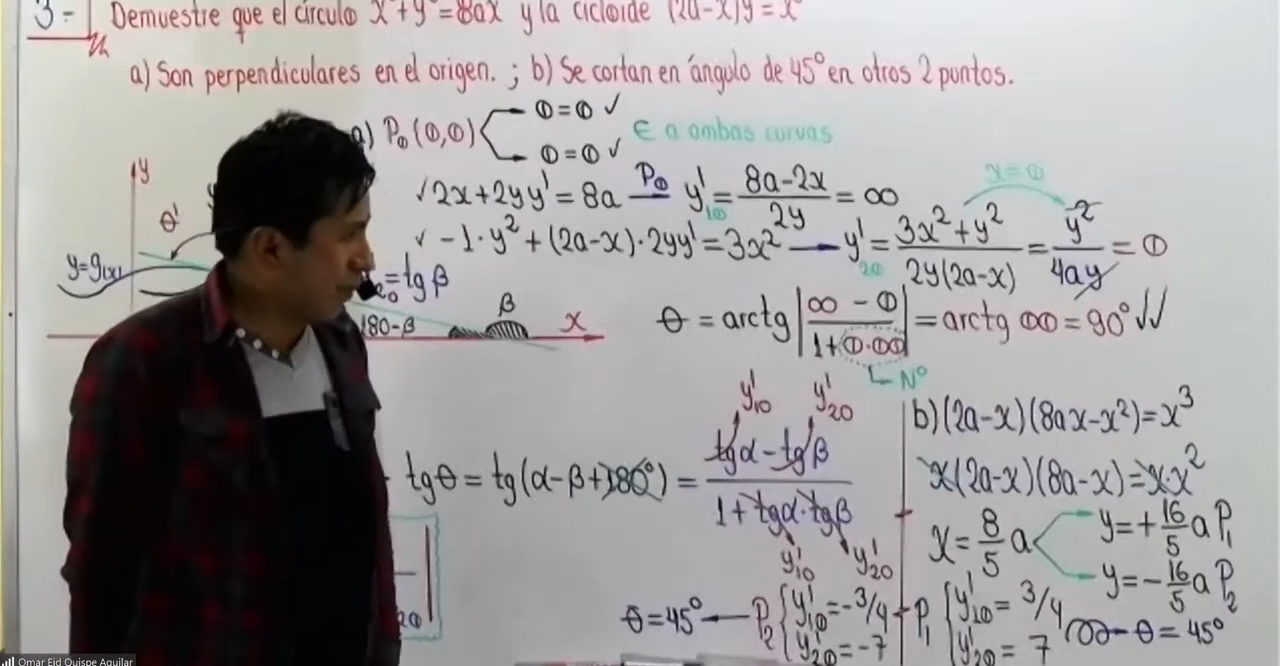 3- Demuestre que el círculo x²+y²=8ax y la cicloide (2a-x)y²=x³
a) Son perpendiculares en el origen. ; b) Se cortan en ángulo de 45° en otros 2 puntos.
a) P₀(0,0) 0=0 ✓
0=0 ✓ ∈ a ambas curvas
✓2x+2yy'=8a P₀→ y'₁₀=(8a-2x)/2y=∞ x=0
✓-1·y²+(2a-x)·2yy'=3x² → y'₂₀=(3x²+y²)/(2y(2a-x))=y²/4ay=0
y
θ'
y=g(x)
=tgβ
180-β
β
x
θ=arctg|(∞-0)/(1+0·∞)|=arctg ∞=90° ✓✓
N°
y'₁₀ y'₂₀
tgθ=tg(α-β+180°)=(tgα-tgβ)/(1+tgα·tgβ)
y'₁₀ y'₂₀
b) (2a-x)(8ax-x²)=x³
x(2a-x)(8a-x)=x·x²
x=8/5 a y=+16/5 a P₁
y=-16/5 a P₂
P₁ {y'₁₀=3/4 y'₂₀=7 → θ=45°
θ=45° ← P₂ {y'₁₀=-3/4 y'₂₀=-7
20
Omar Eid Quispe Aguilar